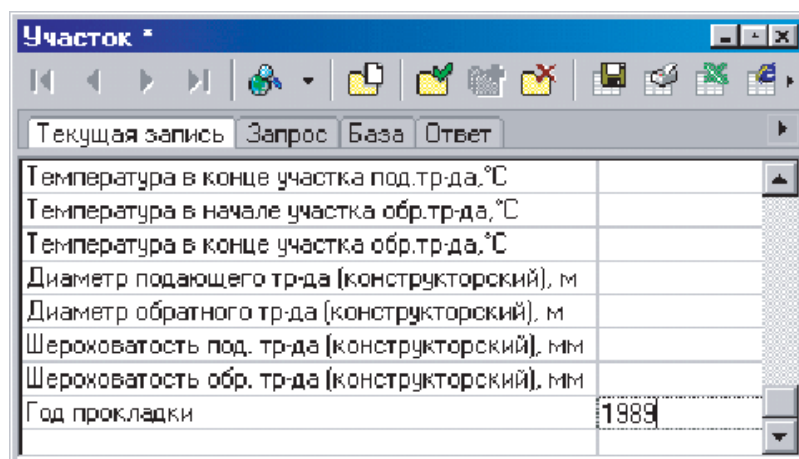 Участок *
Текущая запись Запрос База Ответ
Температура в конце участка под.тр-да,°C
Температура в начале участка обр.тр-да,°C
Температура в конце участка обр.тр-да,°C
Диаметр подающего тр-да (конструкторский), м
Диаметр обратного тр-да (конструкторский), м
Шероховатость под. тр-да (конструкторский), мм
Шероховатость обр. тр-да (конструкторский), мм
Год прокладки 1989